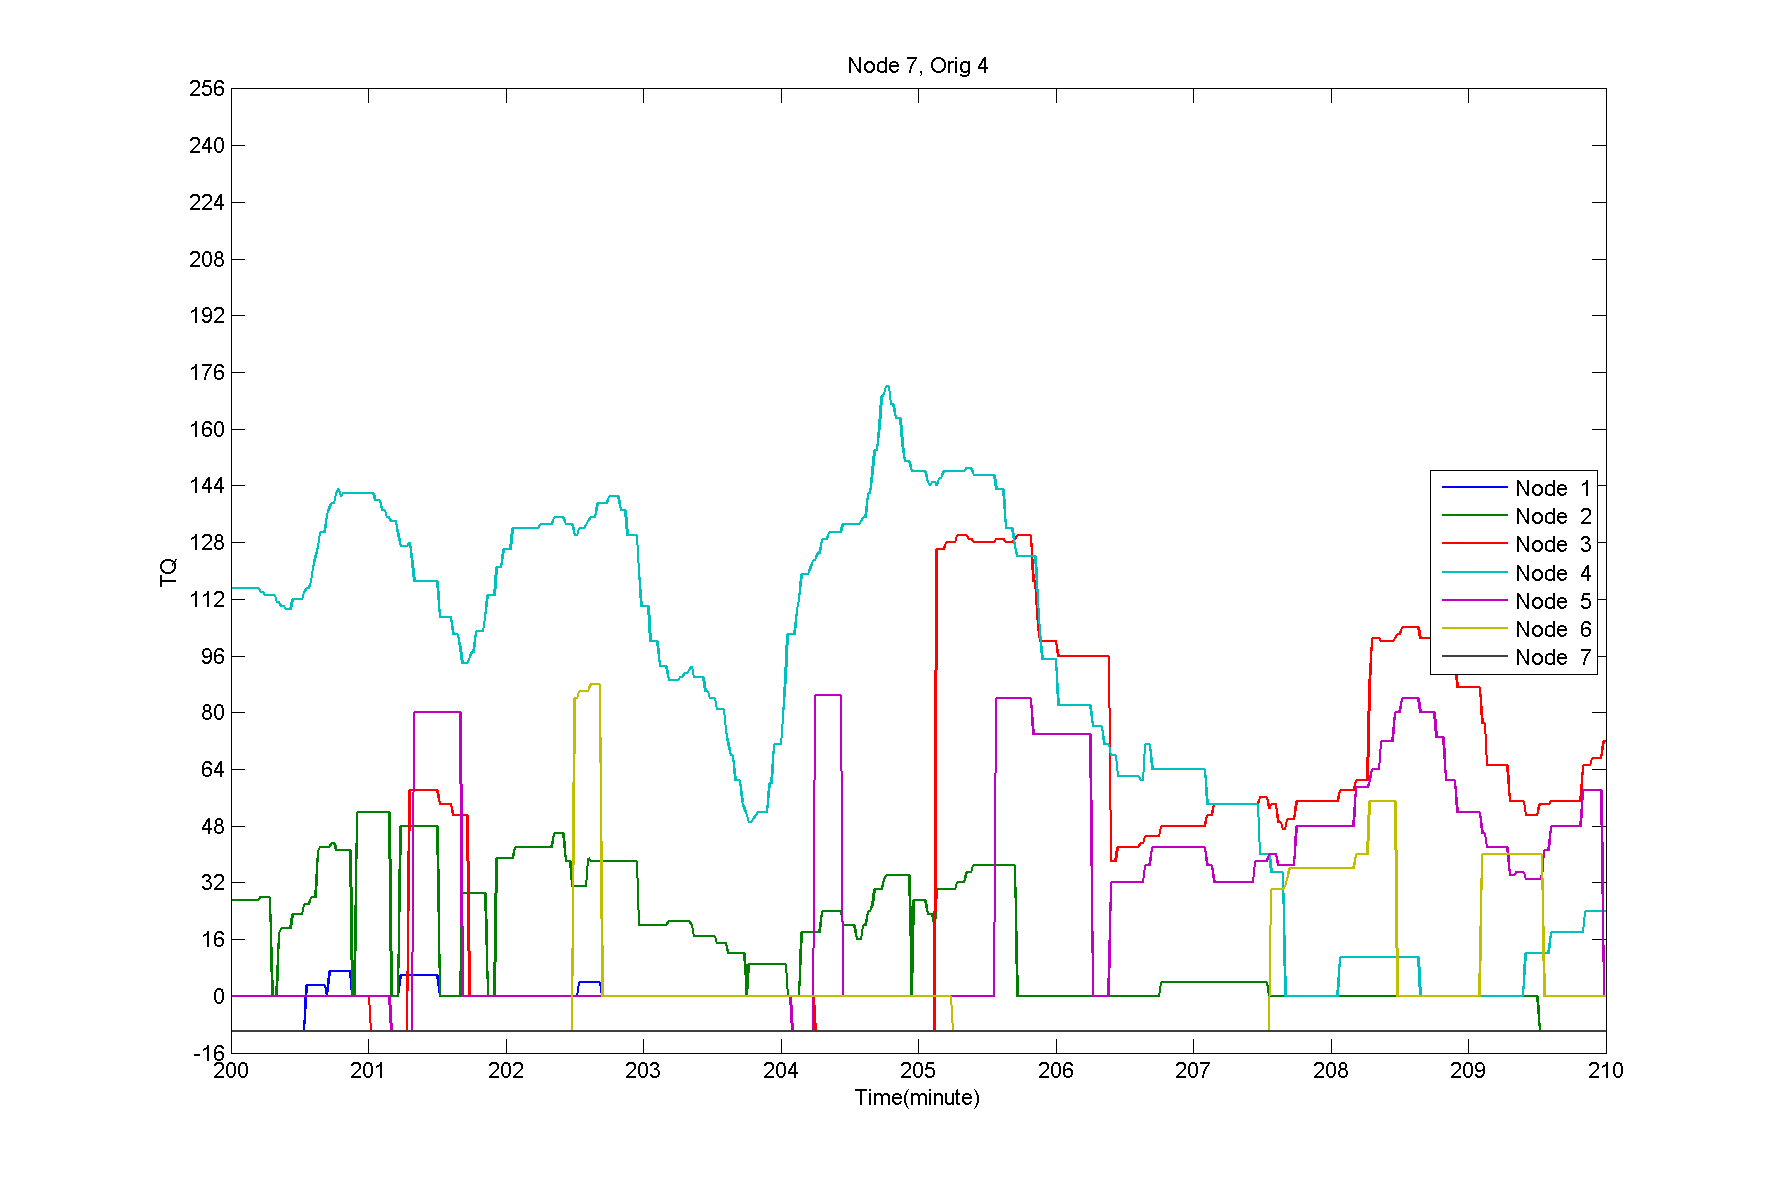 Node 7, Orig 4
256
240
224
208
192
176
160
144
128
112
96
80
64
48
32
16
0
-16
TQ
Node 1
Node 2
Node 3
Node 4
Node 5
Node 6
Node 7
200 201 202 203 204 205 206 207 208 209 210
Time(minute)